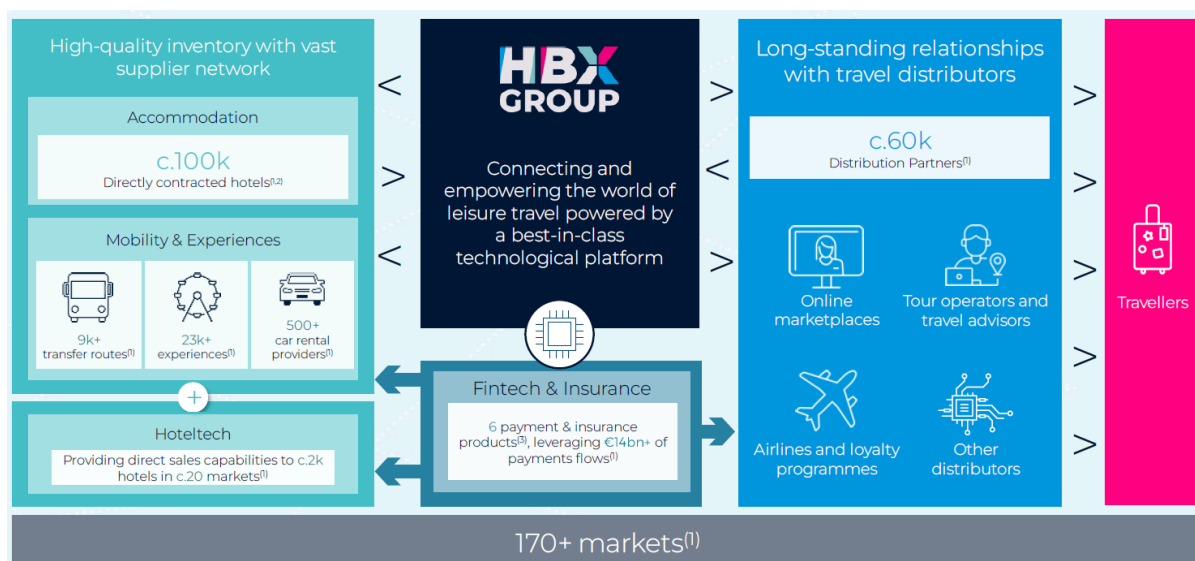 High-quality inventory with vast
supplier network
Accommodation
c.100k
Directly contracted hotels(1,2)
Mobility & Experiences
9k+
transfer routes(1)
23k+
experiences(1)
500+
car rental
providers(1)
+
Hoteltech
Providing direct sales capabilities to c.2k
hotels in c.20 markets(1)
<
>
<
HBX
GROUP
Connecting and
empowering the world of
leisure travel powered by
a best-in-class
technological platform
Fintech & Insurance
6 payment & insurance
products(3), leveraging €14bn+ of
payments flows(1)
>
<
>
Long-standing relationships
with travel distributors
c.60k
Distribution Partners(1)
Online
marketplaces
Tour operators and
travel advisors
Airlines and loyalty
programmes
Other
distributors
>
>
>
>
>
Travellers
170+ markets(1)